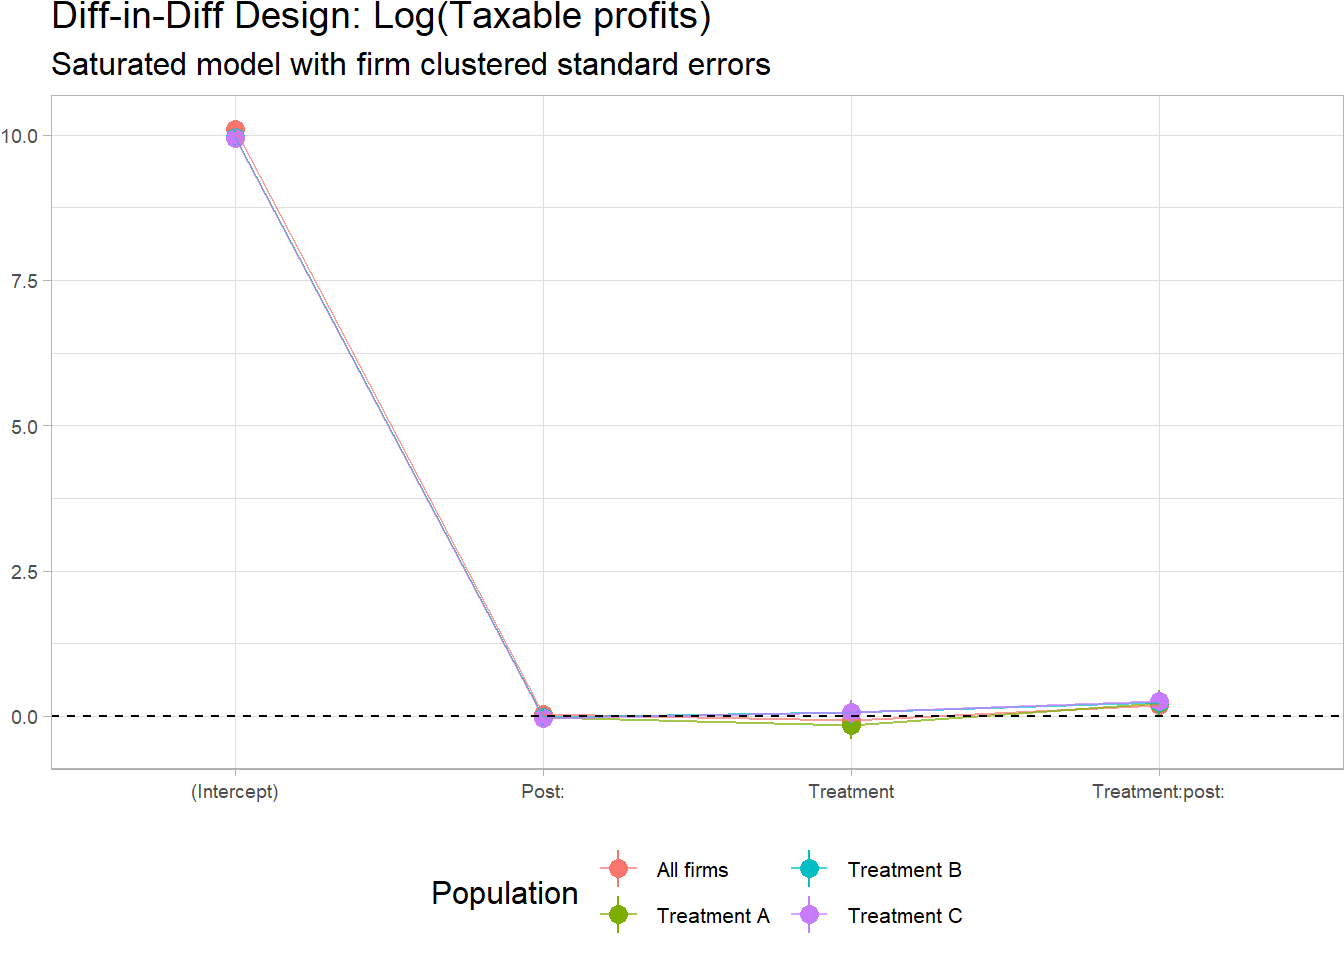 Diff-in-Diff Design: Log(Taxable profits)
Saturated model with firm clustered standard errors
10.0
7.5
5.0
2.5
0.0
(Intercept) Post: Treatment Treatment:post:
Population
All firms Treatment B
Treatment A Treatment C